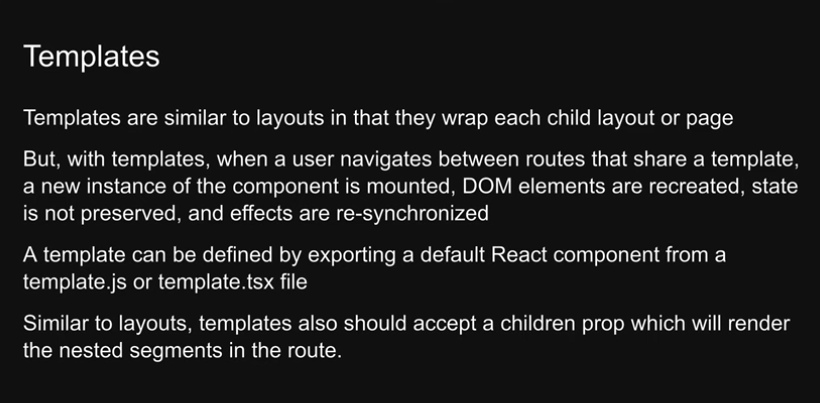 Templates
Templates are similar to layouts in that they wrap each child layout or page
But, with templates, when a user navigates between routes that share a template,
a new instance of the component is mounted, DOM elements are recreated, state
is not preserved, and effects are re-synchronized
A template can be defined by exporting a default React component from a
template.js or template.tsx file
Similar to layouts, templates also should accept a children prop which will render
the nested segments in the route.